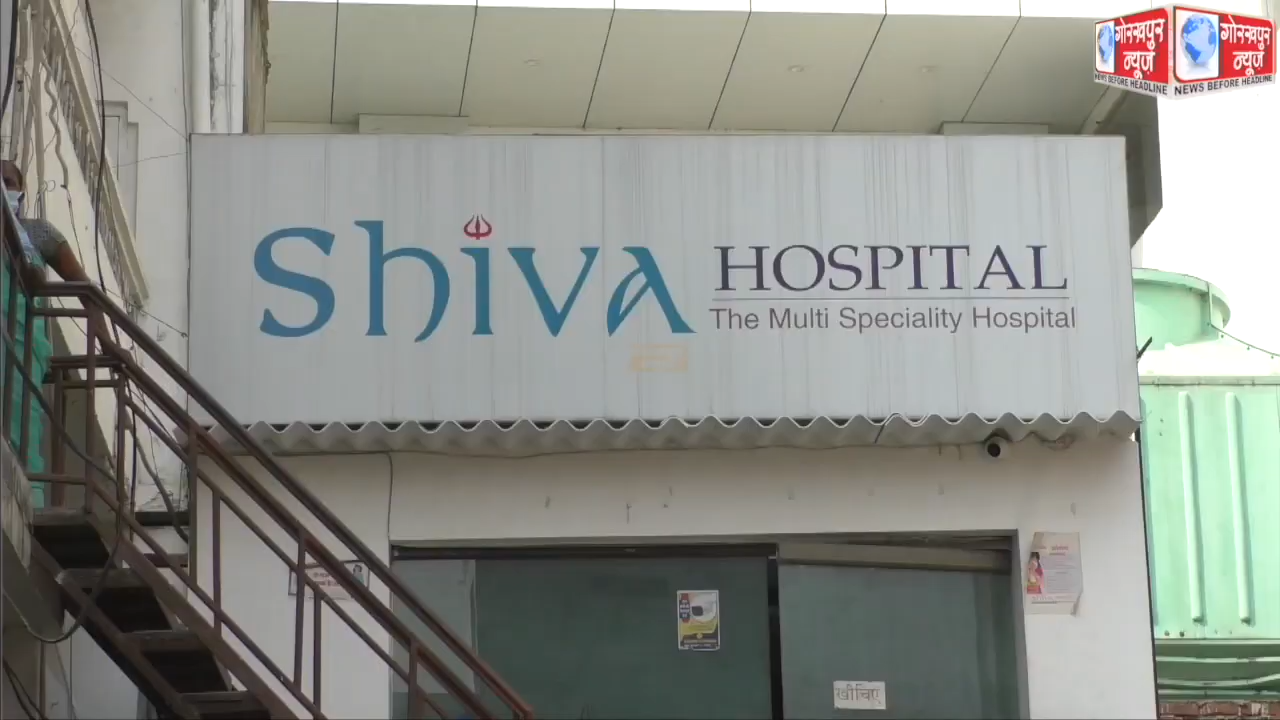 गोरखपुर
न्यूज़
NEWS BEFORE HEADLINE
गोरखपुर
न्यूज़
NEWS BEFORE HEADLINE
Shiva HOSPITAL
The Multi Speciality Hospital
खींचिए